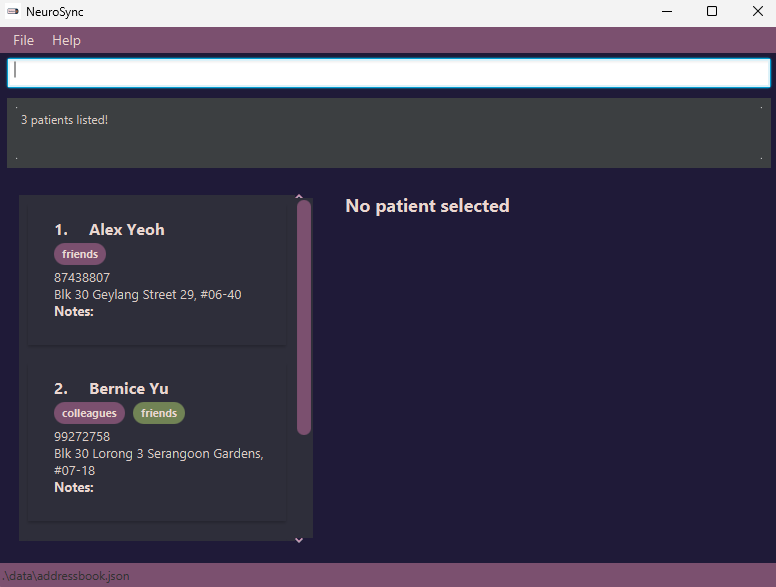 NeuroSync
File Help
3 patients listed!
No patient selected
1. Alex Yeoh
friends
87438807
Blk 30 Geylang Street 29, #06-40
Notes:
2. Bernice Yu
colleagues friends
99272758
Blk 30 Lorong 3 Serangoon Gardens,
#07-18
Notes:
.\data\addressbook.json